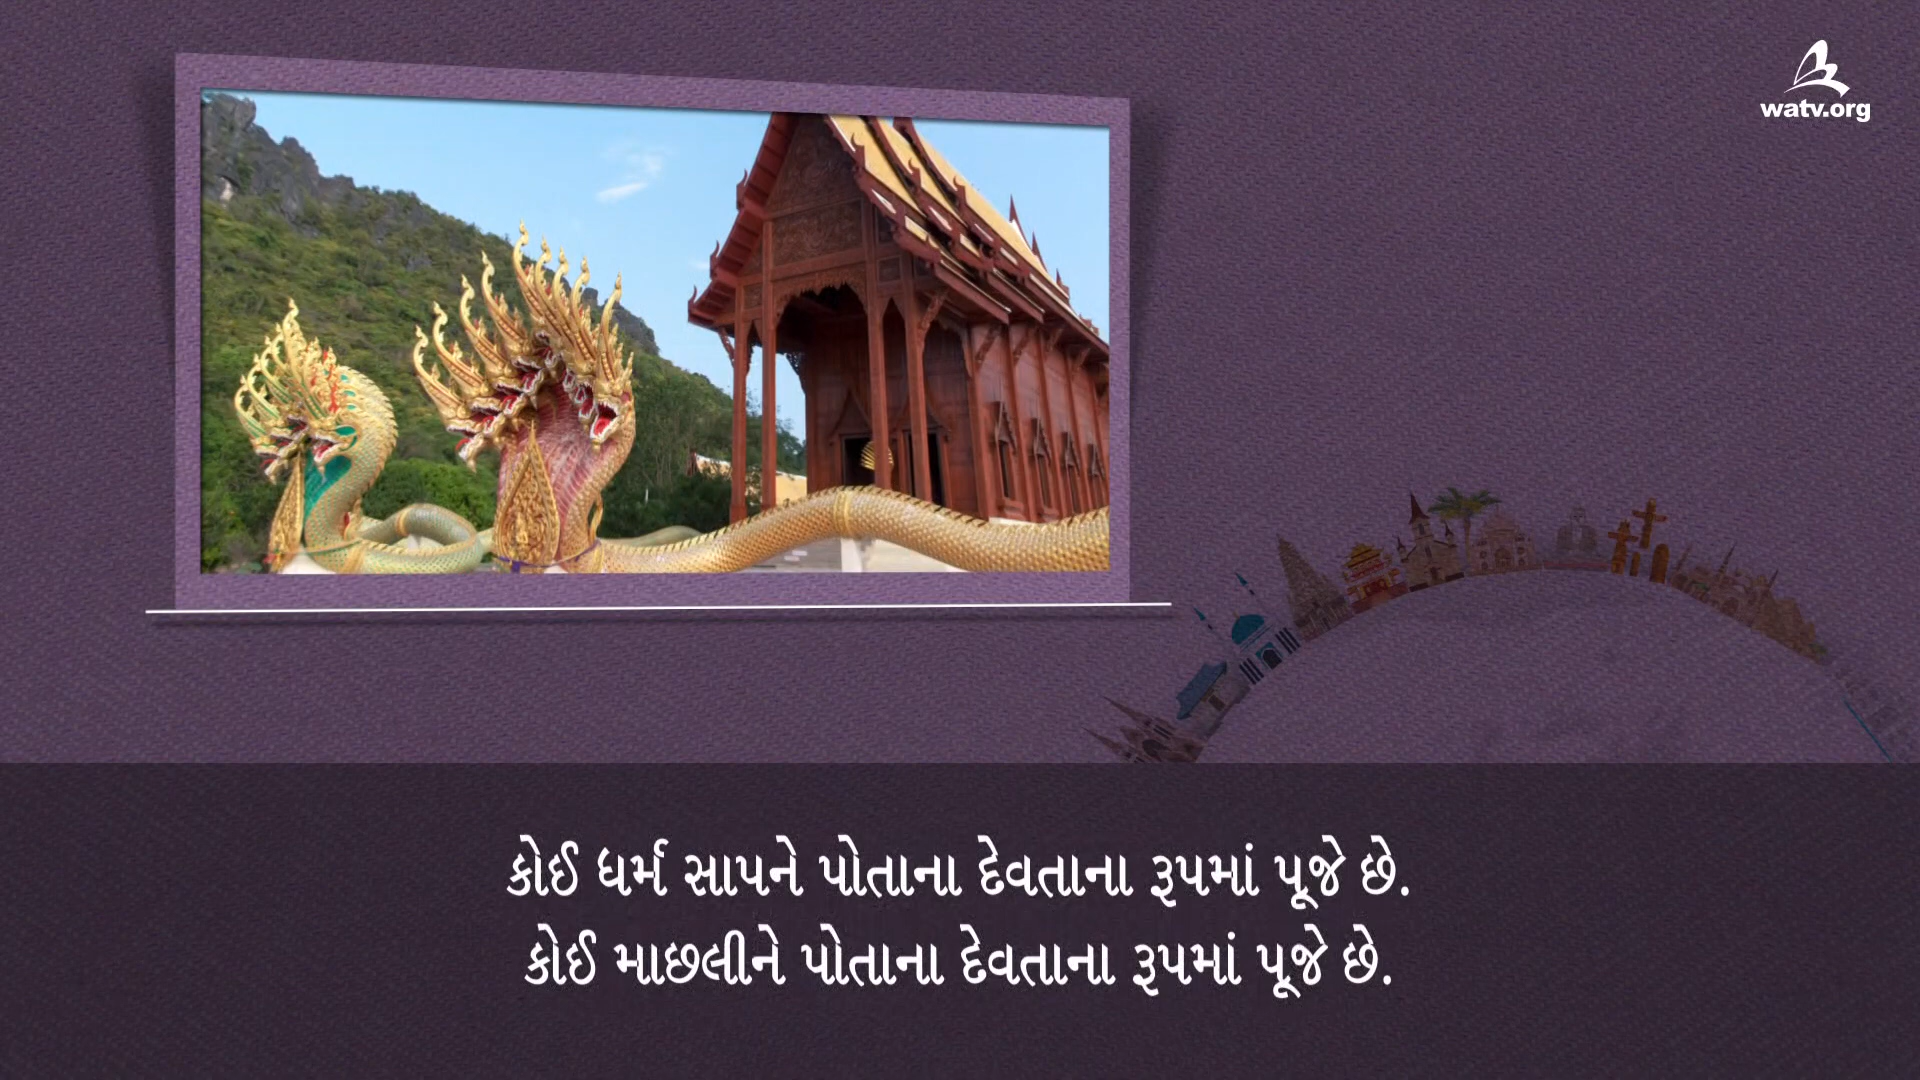 watv.org
કોઈ ધર્મ સાપને પોતાના દેવતાના રૂપમાં પૂજે છે.
કોઈ માછલીને પોતાના દેવતાના રૂપમાં પૂજે છે.